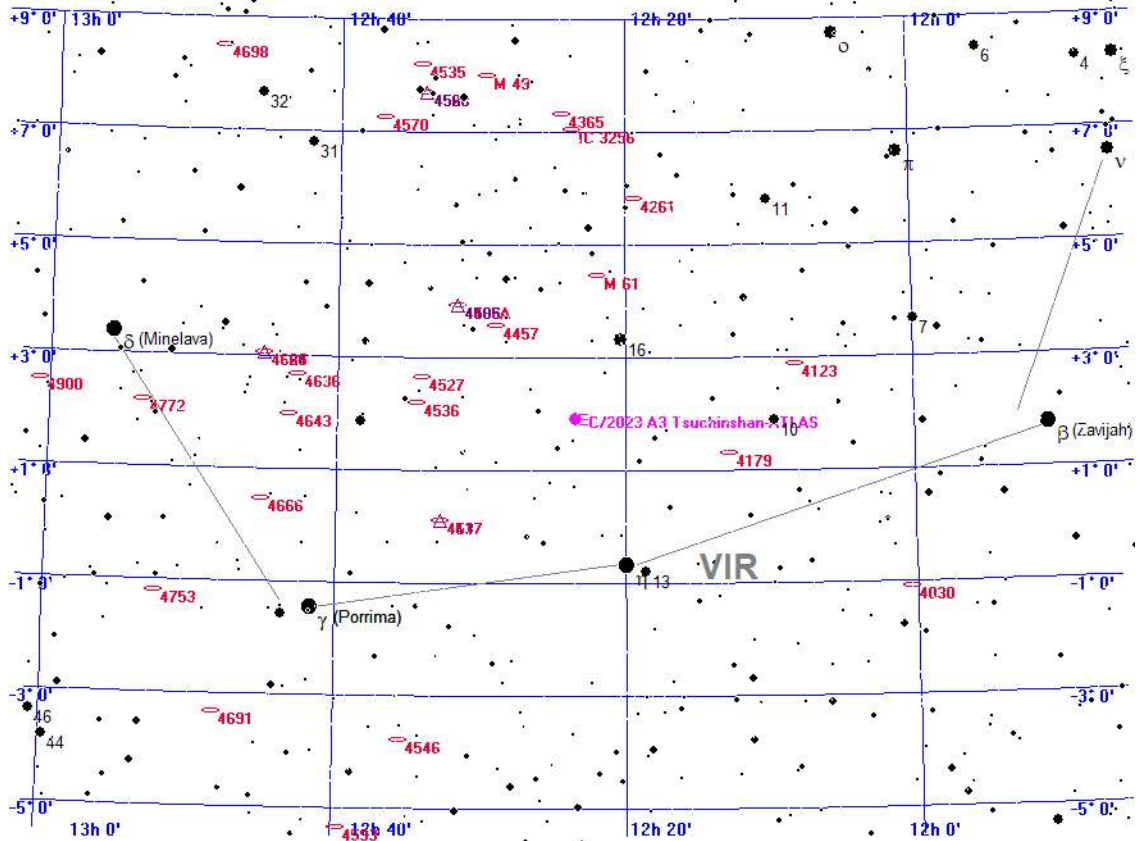 +9° 0'
13h 0'
12h 40'
12h 20'
12h 0'
+9° 0'
4698
4535
M 49
ο
6
4
ξ
32
4570
4365
IC 3256
+7° 0'
+7° 0'
31
π
ν
4261
11
+5° 0'
+5° 0'
M 61
4457
7
δ (Minelava)
16
+3° 0'
+3° 0'
4636
4123
4900
4527
4772
4536
4643
C/2023 A3 Tsuchinshan-ATLAS
10
β (Zavijah)
4179
+1° 0'
+1° 0'
4666
VIR
η 13
-1° 0'
-1° 0'
4753
4030
γ (Porrima)
-3° 0'
-3° 0'
46
4691
44
4546
-5° 0'
-5° 0'
13h 0'
12h 40'
12h 20'
12h 0'